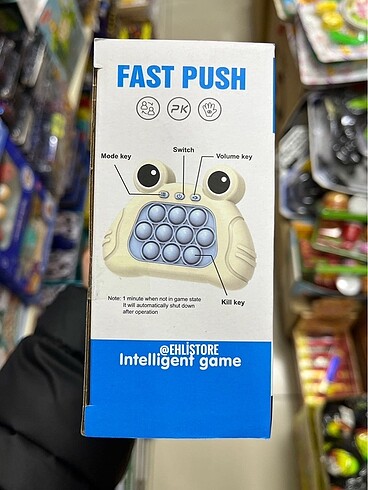 FAST PUSH
PK
Switch
Mode key
Volume key
Kill key
Note: 1 minute when not in game state
It will automatically shut down
after operation
@EHLİSTORE
Intelligent game